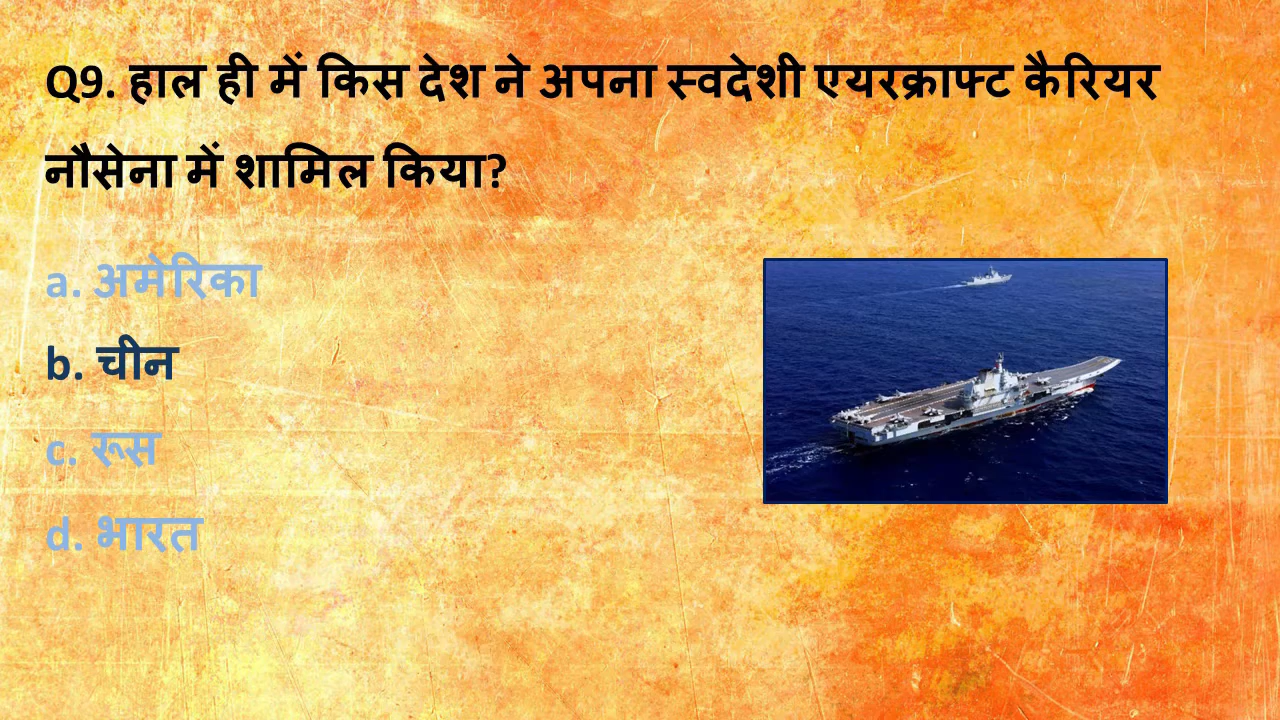 Q9. हाल ही में किस देश ने अपना स्वदेशी एयरक्राफ्ट कैरियर
नौसेना में शामिल किया?
a. अमेरिका
b. चीन
c. रूस
d. भारत